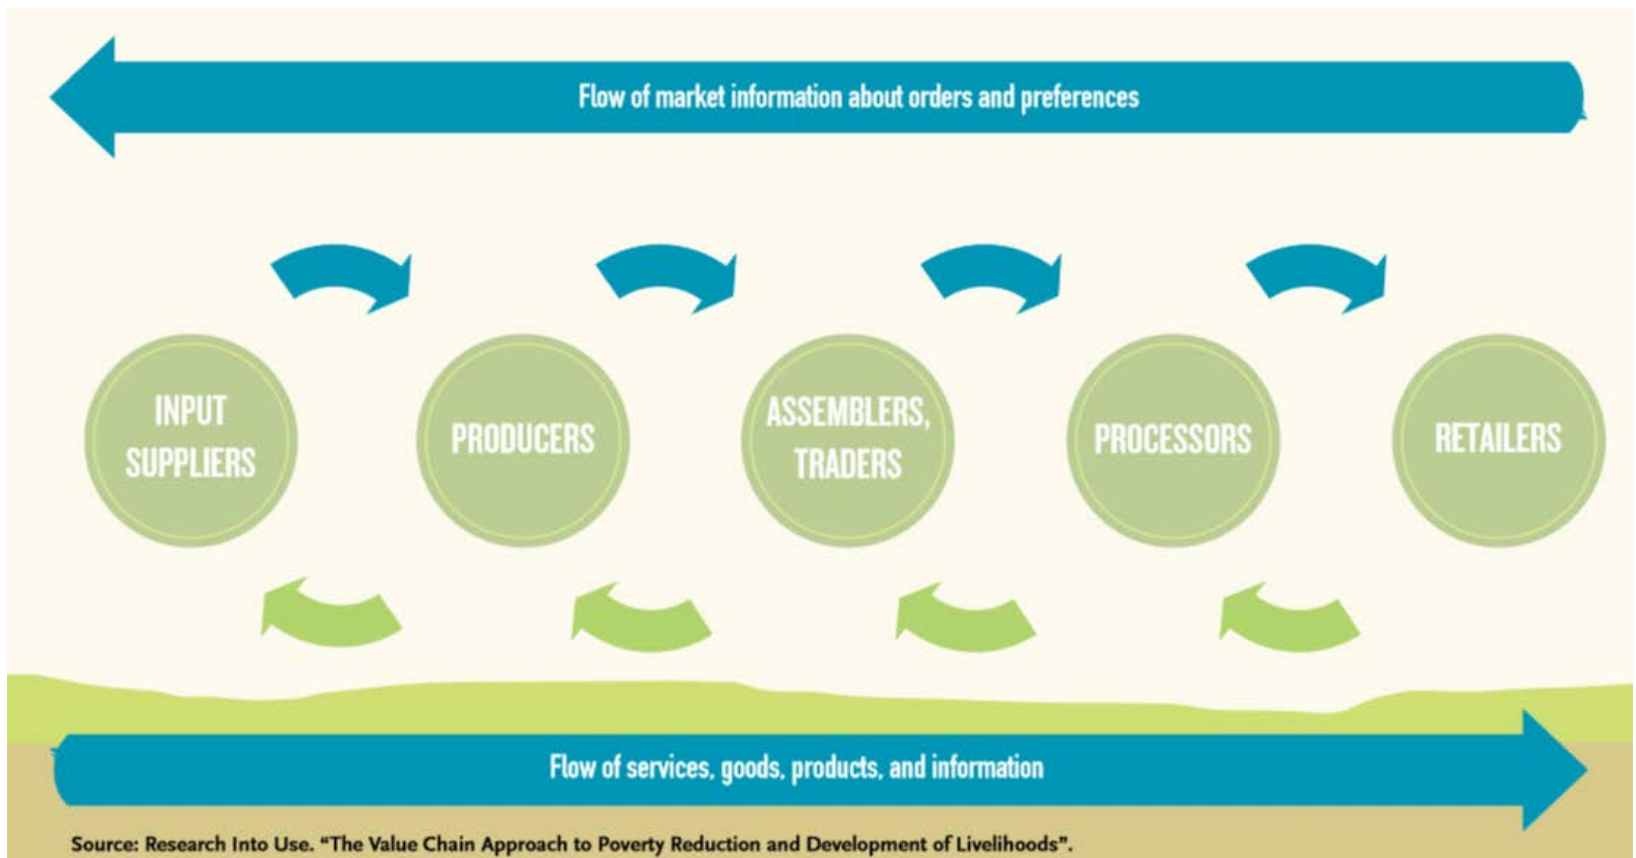 Flow of market information about orders and preferences
INPUT
SUPPLIERS
PRODUCERS
ASSEMBLERS,
TRADERS
PROCESSORS
RETAILERS
Flow of services, goods, products, and information
Source: Research Into Use. “The Value Chain Approach to Poverty Reduction and Development of Livelihoods”.